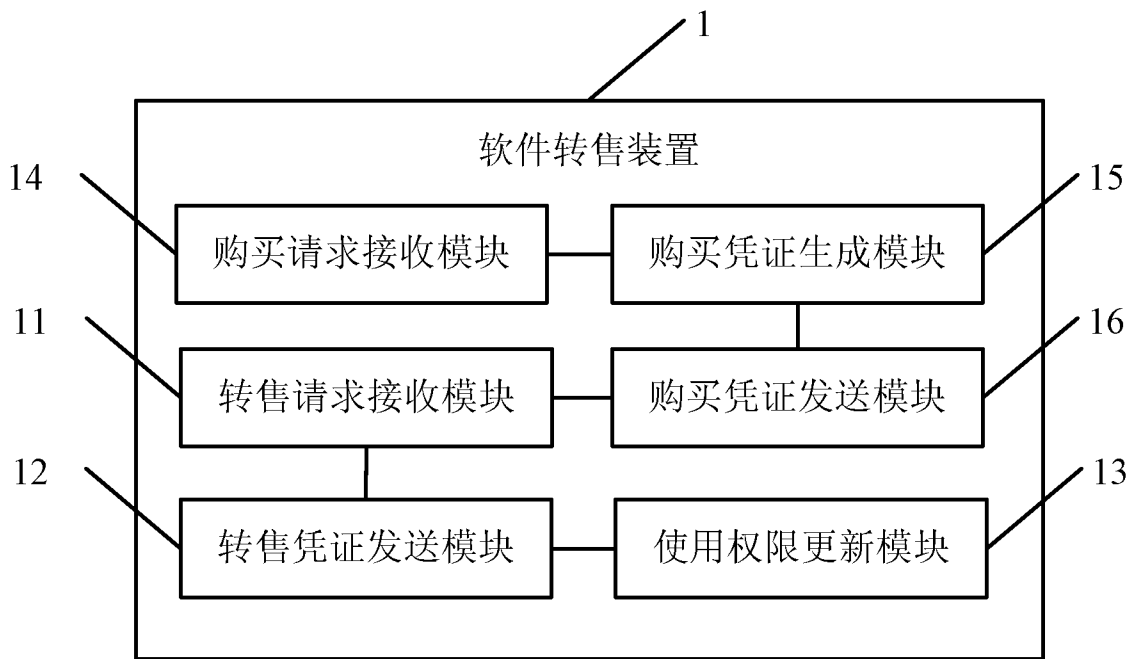 1
软件转售装置
14
购买请求接收模块
购买凭证生成模块
15
11
转售请求接收模块
购买凭证发送模块
16
12
转售凭证发送模块
使用权限更新模块
13